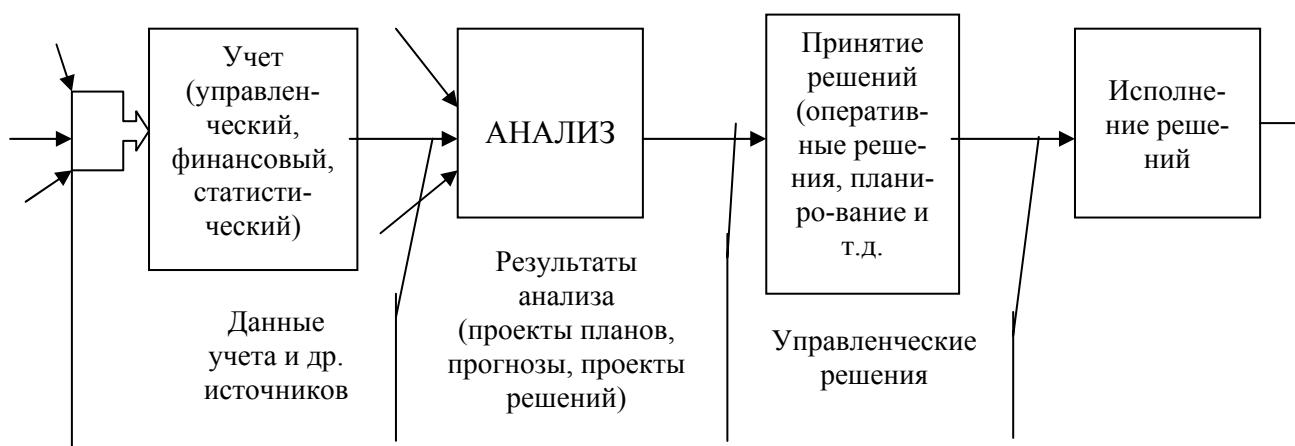 Учет
(управлен-
ческий,
финансовый,
статисти-
ческий)
АНАЛИЗ
Принятие
решений
(оператив-
ные реше-
ния, плани-
ро-вание и
т.д.
Исполне-
ние реше-
ний
Данные
учета и др.
источников
Результаты
анализа
(проекты планов,
прогнозы, проекты
решений)
Управленческие
решения